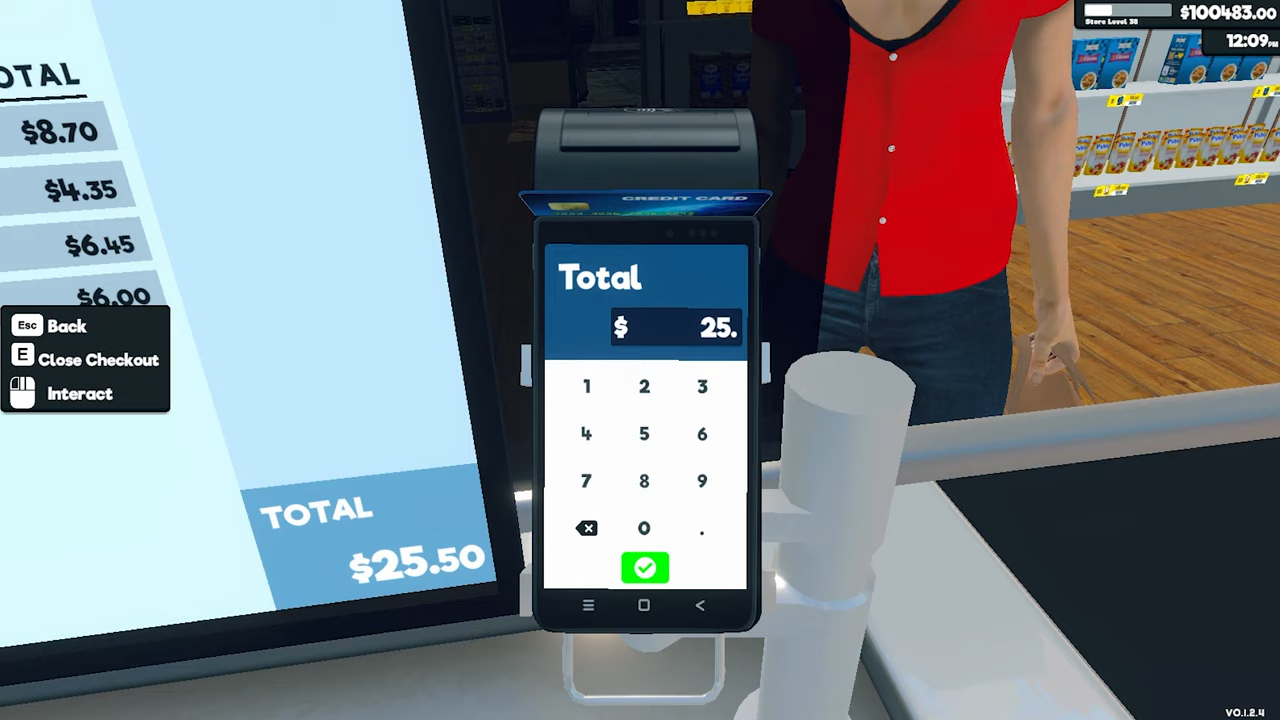 $100483.00
Store Level 38
12:09PM
OTAL
$8.70
$4.35
$6.45
$6.00
Esc Back
E Close Checkout
Interact
TOTAL
$25.50
CREDIT CARD
Total
$ 25.
1 2 3
4 5 6
7 8 9
0 .
V0.1.2.4